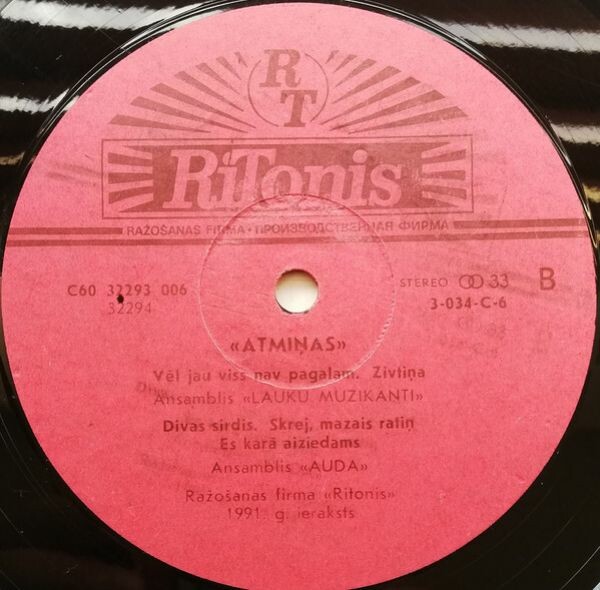 RT
RiTonis
RAŽOŠANAS FIRMA • ПРОИЗВОДСТВЕННАЯ ФИРМА
C60 32293 006
32294
STEREO 33 B
3-034-C-6
«ATMIŅAS»
Vēl jau viss nav pagalam. Zivtiņa
Ansamblis «LAUKU MUZIKANTI»
Divas sirdis. Skrej, mazais ratiņ
Es karā aiziedams
Ansamblis «AUDA»
Ražošanas firma «Ritonis»
1991. g. ieraksts